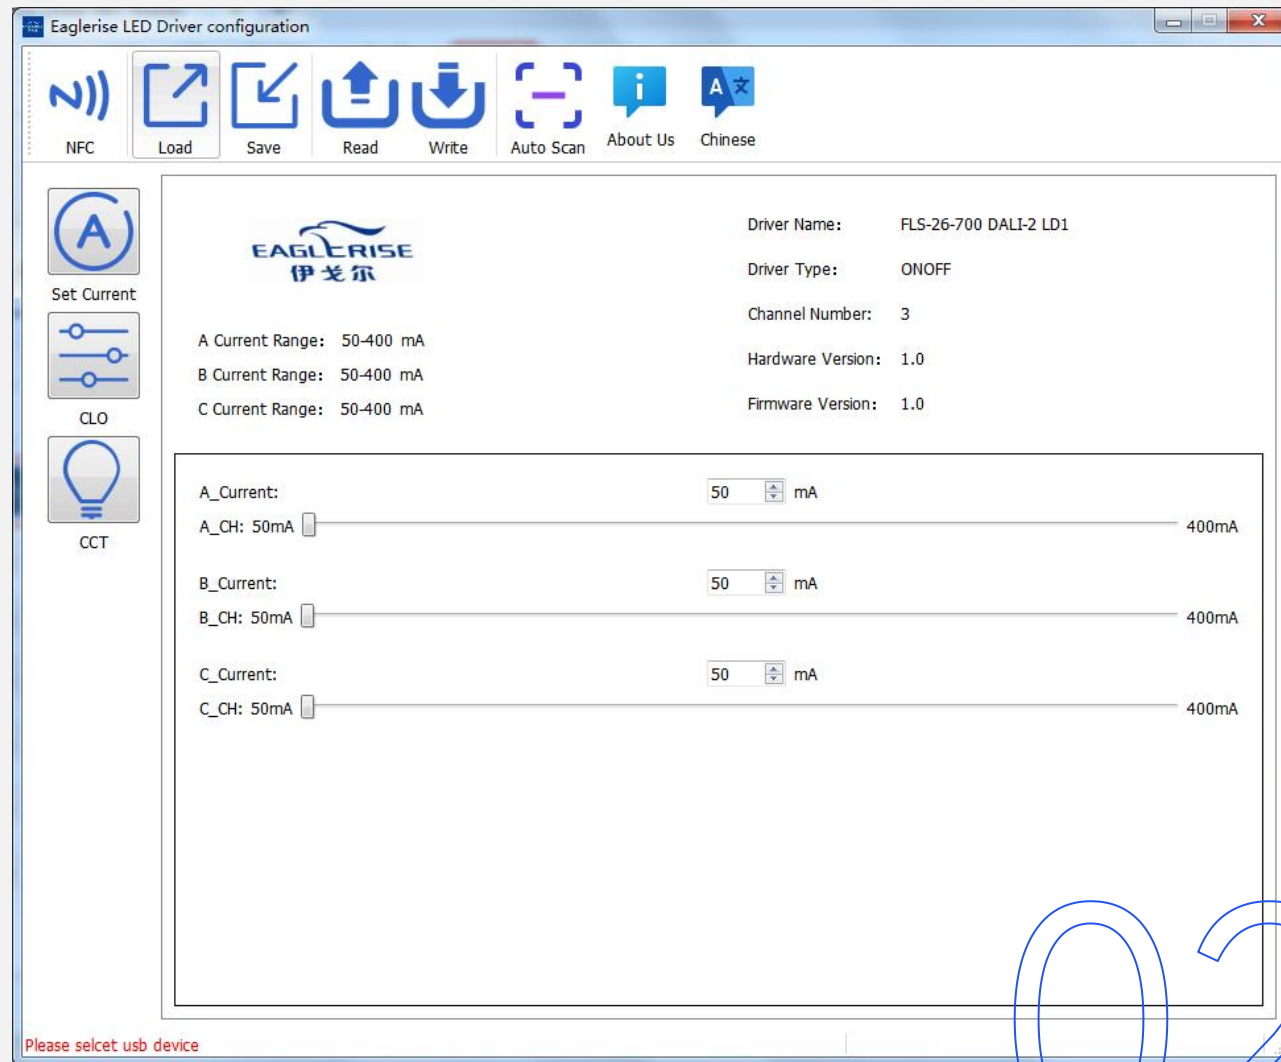 Eaglerise LED Driver configuration
NFC Load Save Read Write Auto Scan About Us Chinese
A文
Set Current
CLO
CCT
EAGLERISE
伊戈尔
A Current Range: 50-400 mA
B Current Range: 50-400 mA
C Current Range: 50-400 mA
Driver Name: FLS-26-700 DALI-2 LD1
Driver Type: ONOFF
Channel Number: 3
Hardware Version: 1.0
Firmware Version: 1.0
A_Current: 50 mA
A_CH: 50mA 400mA
B_Current: 50 mA
B_CH: 50mA 400mA
C_Current: 50 mA
C_CH: 50mA 400mA
Please selcet usb device
02